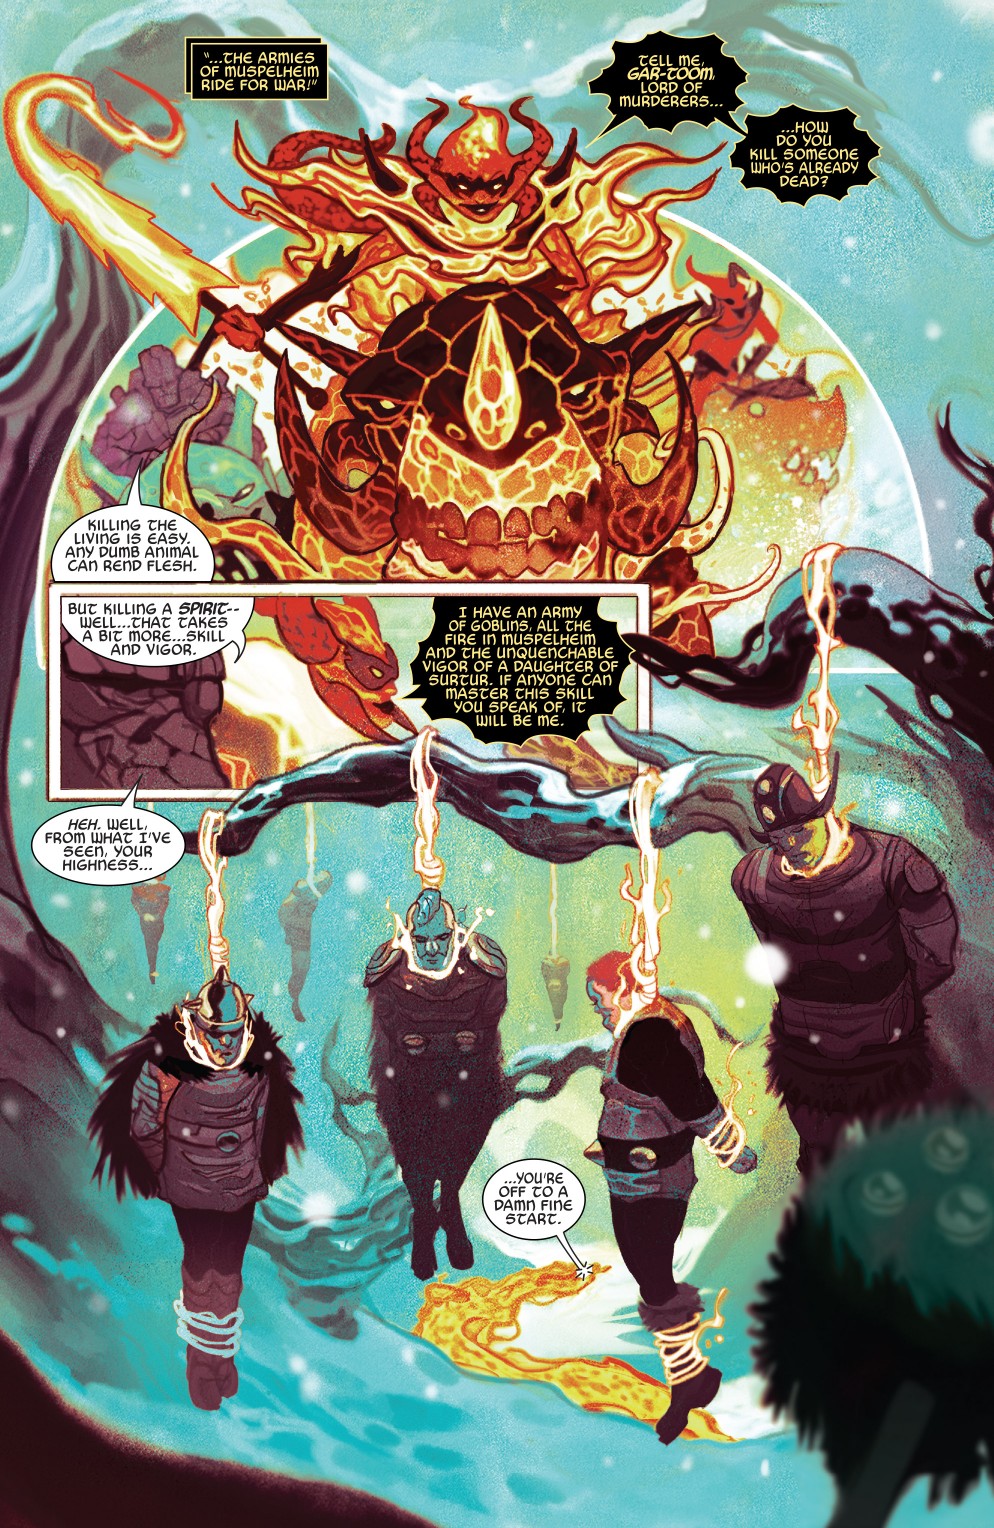 "...THE ARMIES
OF MUSPELHEIM
RIDE FOR WAR!"
TELL ME,
GAR-TOOM,
LORD OF
MURDERERS...
...HOW
DO YOU
KILL SOMEONE
WHO'S ALREADY
DEAD?
KILLING THE
LIVING IS EASY.
ANY DUMB ANIMAL
CAN REND FLESH.
BUT KILLING A SPIRIT--
WELL...THAT TAKES
A BIT MORE...SKILL
AND VIGOR.
I HAVE AN ARMY
OF GOBLINS, ALL THE
FIRE IN MUSPELHEIM
AND THE UNQUENCHABLE
VIGOR OF A DAUGHTER OF
SURTUR. IF ANYONE CAN
MASTER THIS SKILL
YOU SPEAK OF, IT
WILL BE ME.
HEH. WELL,
FROM WHAT I'VE
SEEN, YOUR
HIGHNESS...
...YOU'RE
OFF TO A
DAMN FINE
START.